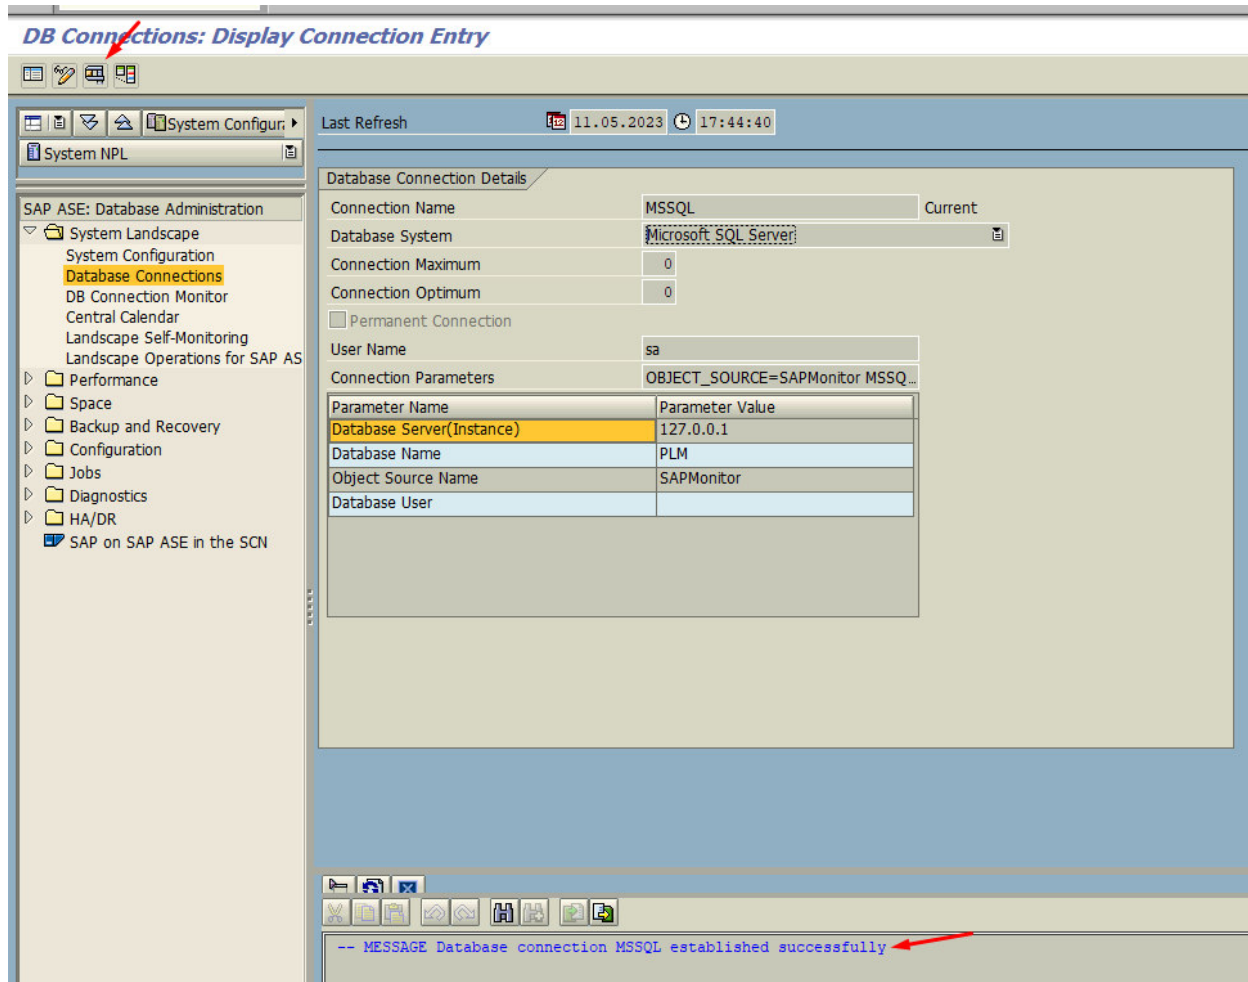 DB Connections: Display Connection Entry
System Configura
System NPL
SAP ASE: Database Administration
System Landscape
System Configuration
Database Connections
DB Connection Monitor
Central Calendar
Landscape Self-Monitoring
Landscape Operations for SAP AS
Performance
Space
Backup and Recovery
Configuration
Jobs
Diagnostics
HA/DR
SAP on SAP ASE in the SCN
Last Refresh 11.05.2023 17:44:40
Database Connection Details
Connection Name MSSQL Current
Database System Microsoft SQL Server
Connection Maximum 0
Connection Optimum 0
Permanent Connection
User Name sa
Connection Parameters OBJECT_SOURCE=SAPMonitor MSSQ...
Parameter Name Parameter Value
Database Server(Instance) 127.0.0.1
Database Name PLM
Object Source Name SAPMonitor
Database User
-- MESSAGE Database connection MSSQL established successfully